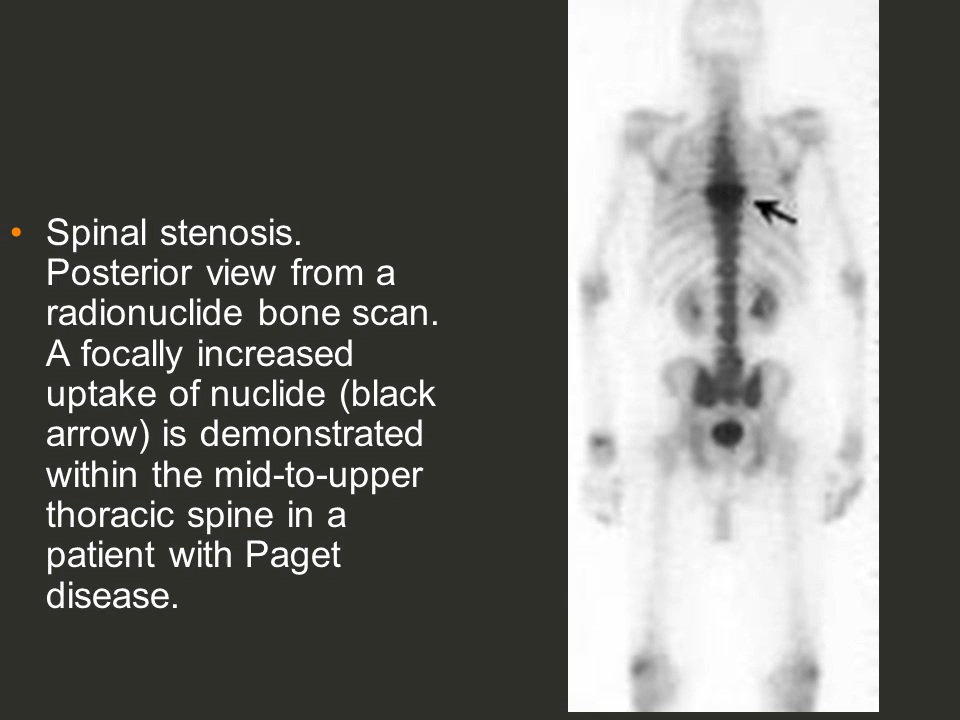 • Spinal stenosis.
Posterior view from a
radionuclide bone scan.
A focally increased
uptake of nuclide (black
arrow) is demonstrated
within the mid-to-upper
thoracic spine in a
patient with Paget
disease.